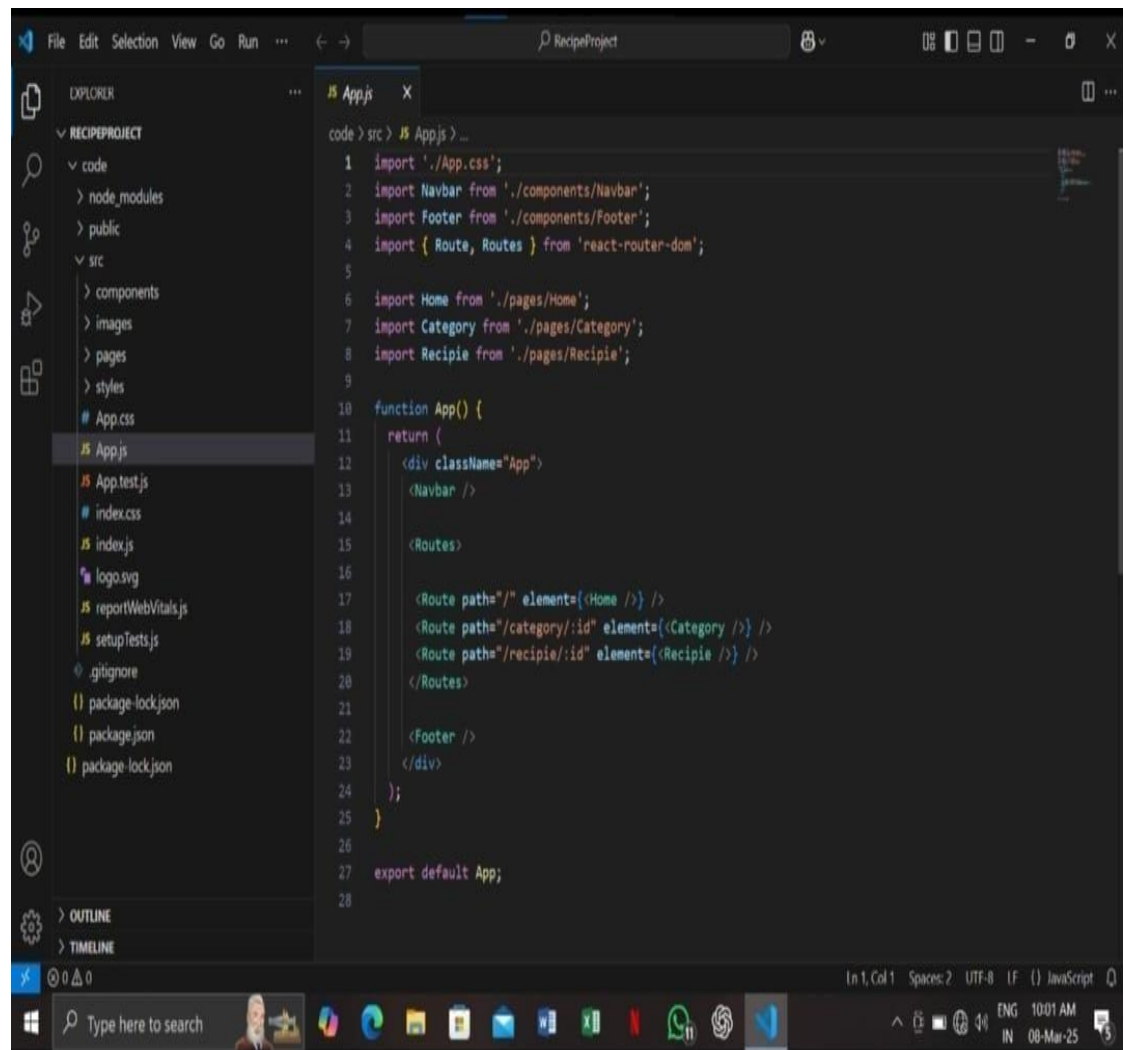 File Edit Selection View Go Run ···
RecipeProject
EXPLORER ···
RECIPEPROJECT
code
node_modules
public
src
components
images
pages
styles
# App.css
JS App.js
JS App.test.js
# index.css
JS index.js
logo.svg
JS reportWebVitals.js
JS setupTests.js
.gitignore
{} package-lock.json
{} package.json
{} package-lock.json
OUTLINE
TIMELINE
JS App.js X
code > src > JS App.js > ...
1 import './App.css';
2 import Navbar from './components/Navbar';
3 import Footer from './components/Footer';
4 import { Route, Routes } from 'react-router-dom';
5
6 import Home from './pages/Home';
7 import Category from './pages/Category';
8 import Recipie from './pages/Recipie';
9
10 function App() {
11 return (
12 <div className="App">
13 <Navbar />
14
15 <Routes>
16
17 <Route path="/" element={<Home />} />
18 <Route path="/category/:id" element={<Category />} />
19 <Route path="/recipie/:id" element={<Recipie />} />
20 </Routes>
21
22 <Footer />
23 </div>
24 );
25 }
26
27 export default App;
28
0 0
Ln 1, Col 1 Spaces: 2 UTF-8 LF {} JavaScript
Type here to search
ENG 10:01 AM
IN 08-Mar-25
5